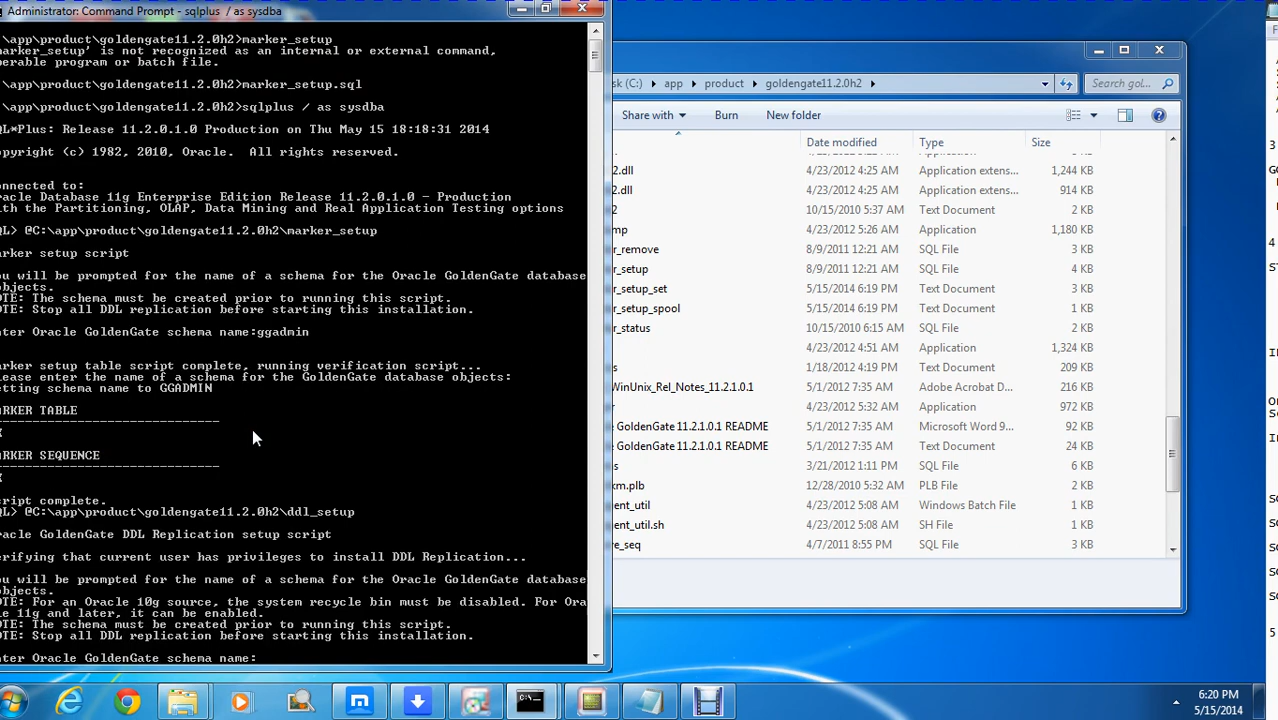 Administrator: Command Prompt - sqlplus / as sysdba
:\app\product\goldengate11.2.0h2>marker_setup
marker_setup' is not recognized as an internal or external command,
perable program or batch file.
:\app\product\goldengate11.2.0h2>marker_setup.sql
:\app\product\goldengate11.2.0h2>sqlplus / as sysdba
QL*Plus: Release 11.2.0.1.0 Production on Thu May 15 18:18:31 2014
opyright (c) 1982, 2010, Oracle.  All rights reserved.
onnected to:
racle Database 11g Enterprise Edition Release 11.2.0.1.0 - Production
ith the Partitioning, OLAP, Data Mining and Real Application Testing options
QL> @C:\app\product\goldengate11.2.0h2\marker_setup
arker setup script
ou will be prompted for the name of a schema for the Oracle GoldenGate database
objects.
OTE: The schema must be created prior to running this script.
OTE: Stop all DDL replication before starting this installation.
nter Oracle GoldenGate schema name:ggadmin
arker setup table script complete, running verification script...
lease enter the name of a schema for the GoldenGate database objects:
etting schema name to GGADMIN
ARKER TABLE
-------------------------------
K
ARKER SEQUENCE
-------------------------------
K
cript complete.
QL> @C:\app\product\goldengate11.2.0h2\ddl_setup
racle GoldenGate DDL Replication setup script
erifying that current user has privileges to install DDL Replication...
ou will be prompted for the name of a schema for the Oracle GoldenGate database
objects.
OTE: For an Oracle 10g source, the system recycle bin must be disabled. For Ora
le 11g and later, it can be enabled.
OTE: The schema must be created prior to running this script.
OTE: Stop all DDL replication before starting this installation.
nter Oracle GoldenGate schema name:
sk (C:) app product goldengate11.2.0h2 Search gol...
Share with Burn New folder
Date modified Type Size
2.dll 4/23/2012 4:25 AM Application extens... 1,244 KB
2.dll 4/23/2012 4:25 AM Application extens... 914 KB
2 10/15/2010 5:37 AM Text Document 2 KB
mp 4/23/2012 5:26 AM Application 1,180 KB
r_remove 8/9/2011 12:21 AM SQL File 3 KB
r_setup 8/9/2011 12:21 AM SQL File 4 KB
r_setup_set 5/15/2014 6:19 PM Text Document 3 KB
r_setup_spool 5/15/2014 6:19 PM Text Document 2 KB
r_status 10/15/2010 6:15 AM SQL File 2 KB
4/23/2012 4:51 AM Application 1,324 KB
s 1/18/2012 4:19 PM Text Document 209 KB
WinUnix_Rel_Notes_11.2.1.0.1 5/1/2012 7:35 AM Adobe Acrobat D... 216 KB
r 4/23/2012 5:32 AM Application 972 KB
GoldenGate 11.2.1.0.1 README 5/1/2012 7:35 AM Microsoft Word 9... 92 KB
GoldenGate 11.2.1.0.1 README 5/1/2012 7:35 AM Text Document 24 KB
s 3/21/2012 1:11 PM SQL File 6 KB
xm.plb 12/28/2010 5:32 AM PLB File 2 KB
ent_util 4/23/2012 5:08 AM Windows Batch File 1 KB
ent_util.sh 4/23/2012 5:08 AM SH File 1 KB
re_seq 4/7/2011 8:55 PM SQL File 3 KB
3
4
5
6:20 PM
5/15/2014